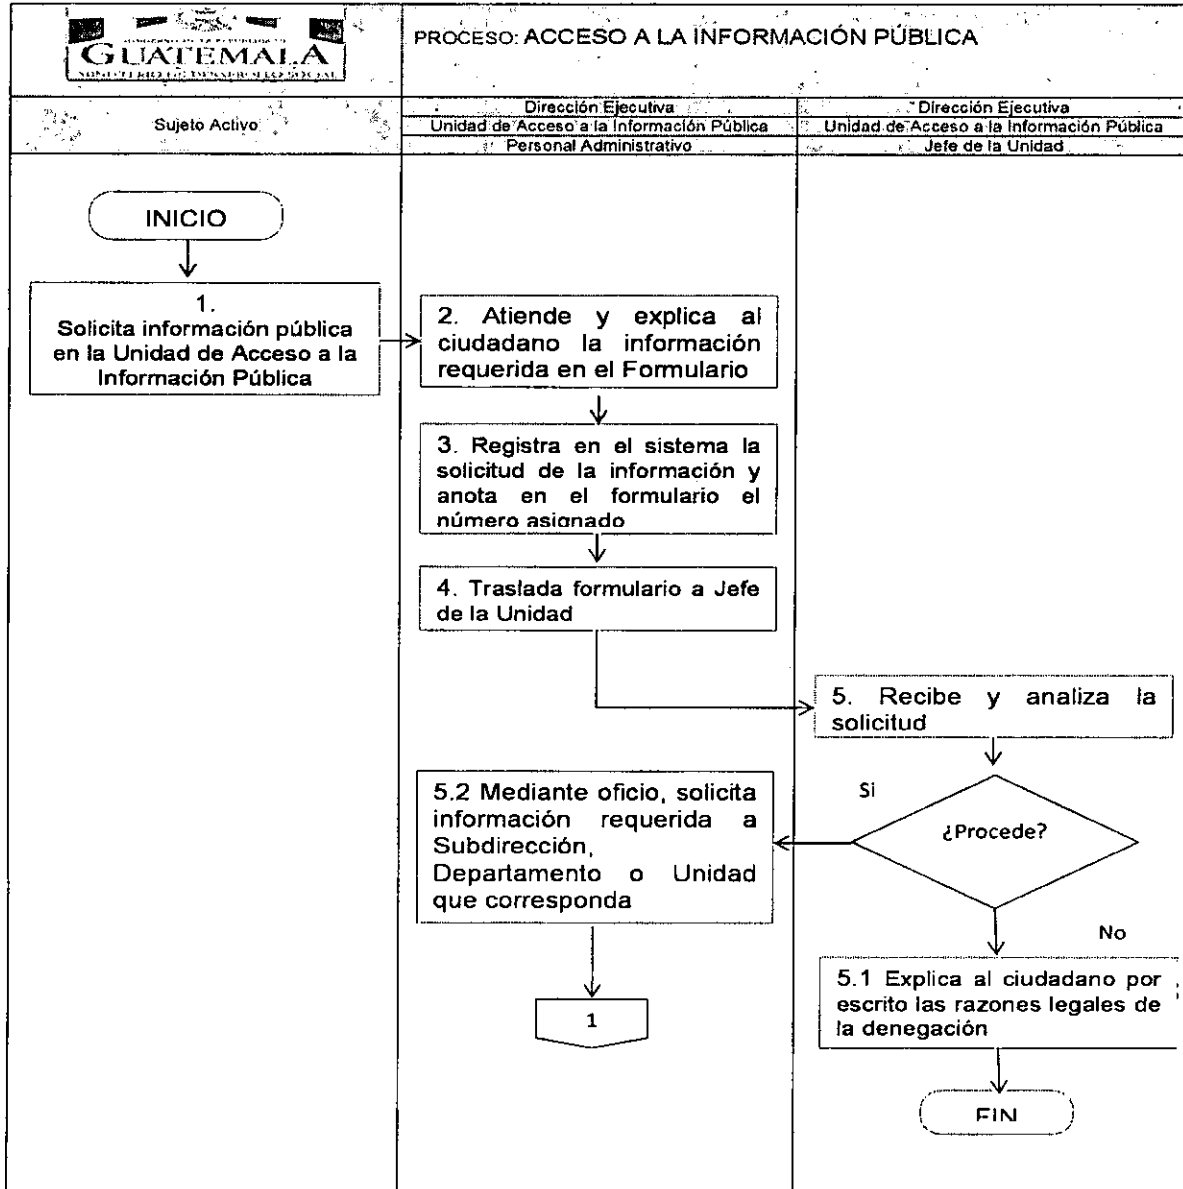 GUATEMALA
MINISTERIO DE DESARROLLO SOCIAL
PROCESO: ACCESO A LA INFORMACIÓN PÚBLICA
Sujeto Activo
Dirección Ejecutiva
Unidad de Acceso a la Información Pública
Personal Administrativo
Dirección Ejecutiva
Unidad de Acceso a la Información Pública
Jefe de la Unidad
INICIO
1.
Solicita información pública
en la Unidad de Acceso a la
Información Pública
2. Atiende y explica al
ciudadano la información
requerida en el Formulario
3. Registra en el sistema la
solicitud de la información y
anota en el formulario el
número asignado
4. Traslada formulario a Jefe
de la Unidad
5. Recibe y analiza la
solicitud
¿Procede?
Si
5.2 Mediante oficio, solicita
información requerida a
Subdirección,
Departamento o Unidad
que corresponda
1
No
5.1 Explica al ciudadano por
escrito las razones legales de
la denegación
FIN